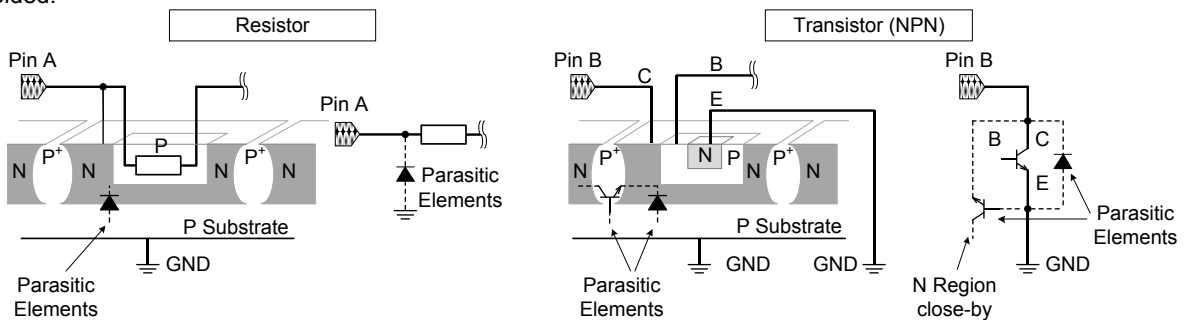 Resistor
Transistor (NPN)
Pin A
Pin A
N
P+
N
P
P+
N
N
Parasitic
Elements
P Substrate
GND
Parasitic
Elements
Pin B
C
B
E
N
P+
N
N
P
P+
N
N
P Substrate
GND
GND
Parasitic
Elements
Pin B
B
C
E
Parasitic
Elements
GND
N Region
close-by